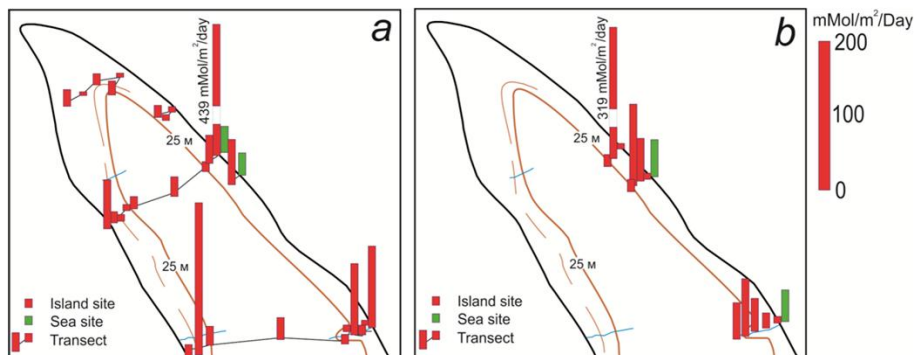 a
439 mMol/m²/day
25 м
25 м
Island site
Sea site
Transect
b
319 mMol/m²/day
25 м
25 м
Island site
Sea site
Transect
mMol/m²/Day
200
100
0